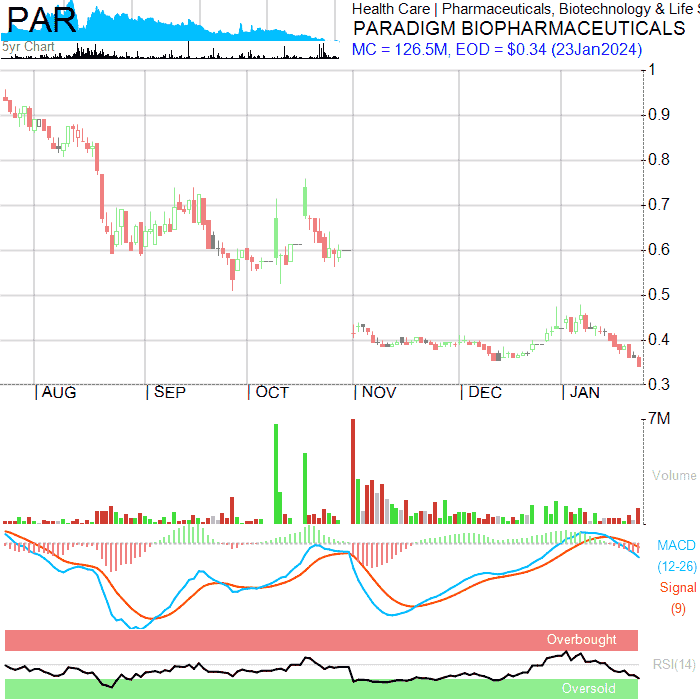 PAR
5yr Chart
Health Care | Pharmaceuticals, Biotechnology & Life S
PARADIGM BIOPHARMACEUTICALS
MC = 126.5M, EOD = $0.34 (23Jan2024)
1
0.9
0.8
0.7
0.6
0.5
0.4
0.3
| AUG | SEP | OCT | NOV | DEC | JAN
7M
Volume
MACD
(12-26)
Signal
(9)
Overbought
RSI(14)
Oversold